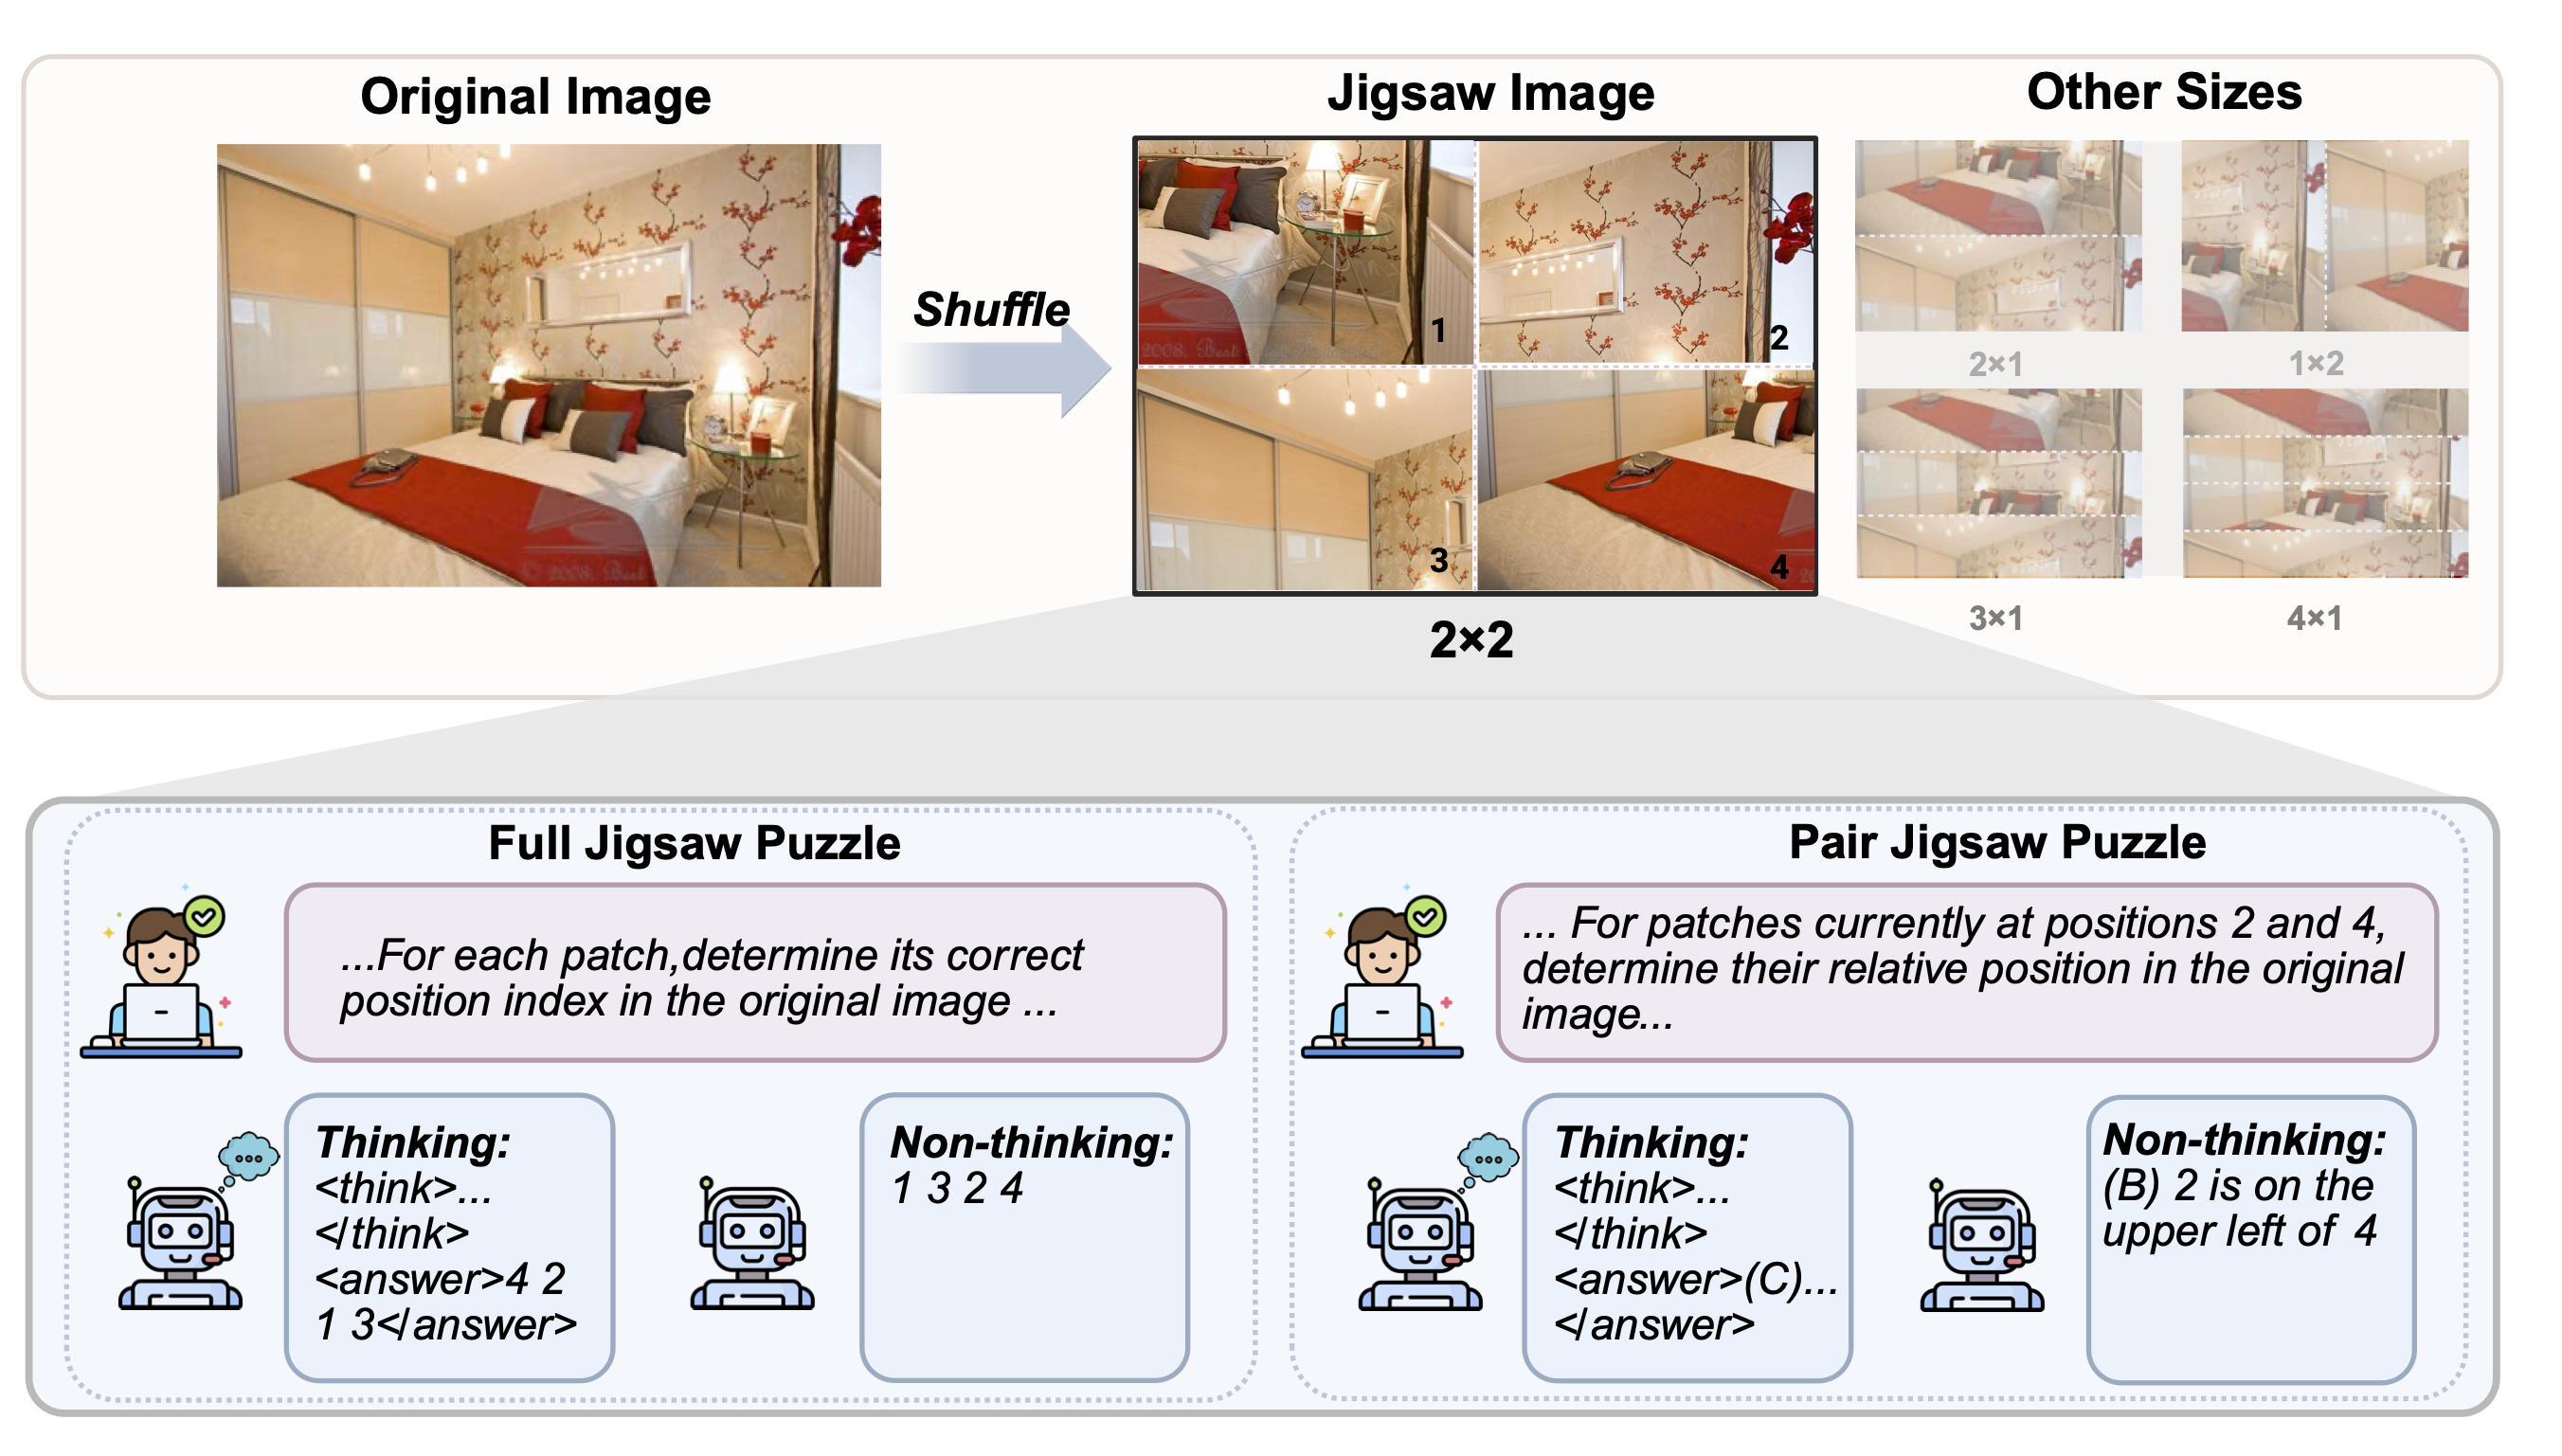 Original Image
Jigsaw Image
Other Sizes
Shuffle
1
2
3
4
2×2
2×1
1×2
3×1
4×1
Full Jigsaw Puzzle
...For each patch,determine its correct
position index in the original image ...
Thinking:
<think>...
</think>
<answer>4 2
1 3</answer>
Non-thinking:
1 3 2 4
Pair Jigsaw Puzzle
... For patches currently at positions 2 and 4,
determine their relative position in the original
image...
Thinking:
<think>...
</think>
<answer>(C)...
</answer>
Non-thinking:
(B) 2 is on the
upper left of 4